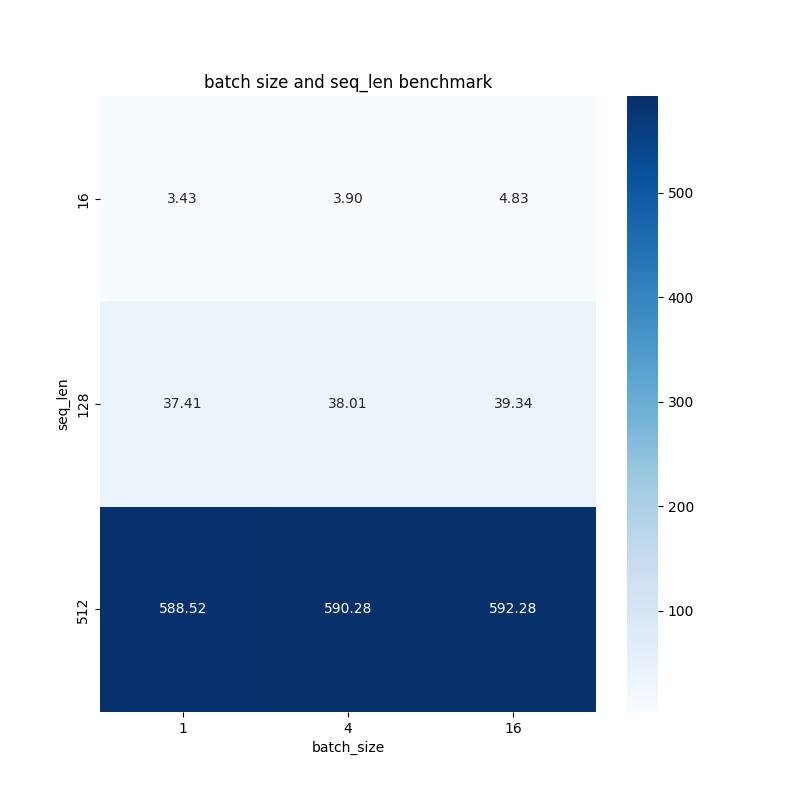 batch size and seq_len benchmark
16
3.43 3.90 4.83
500
400
seq_len
128
37.41 38.01 39.34
300
200
512
588.52 590.28 592.28
100
1 4 16
batch_size